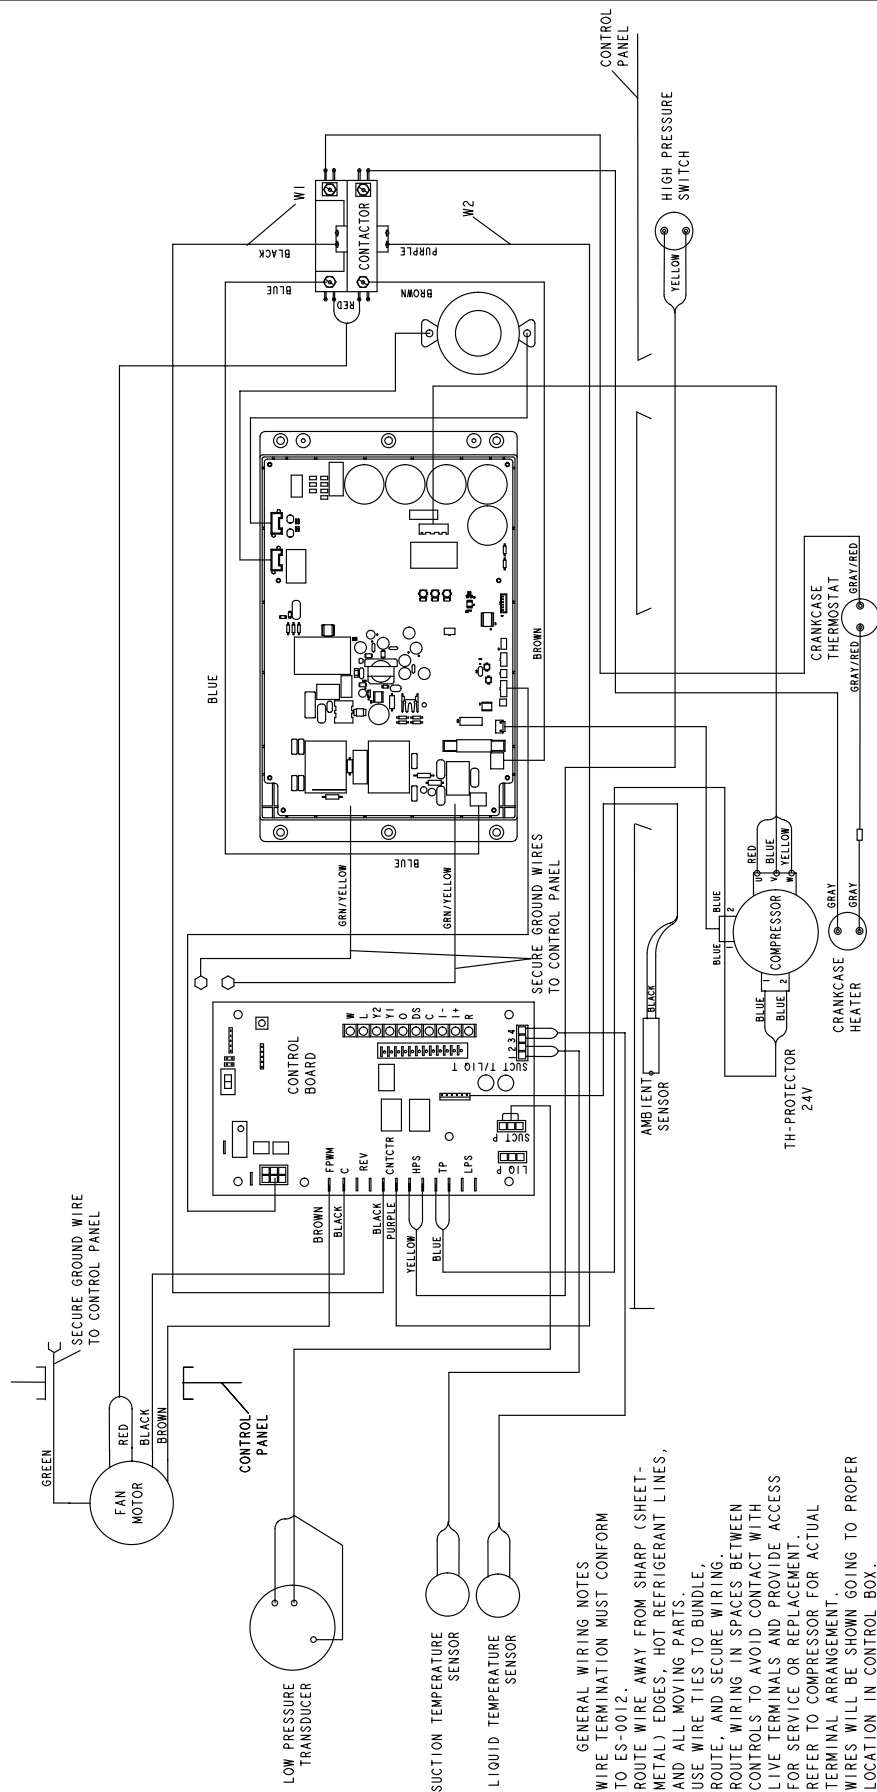 SECURE GROUND WIRE
TO CONTROL PANEL
GREEN
RED
BLACK
BROWN
FAN
MOTOR
CONTROL
PANEL
LOW PRESSURE
TRANSDUCER
SUCTION TEMPERATURE
SENSOR
LIQUID TEMPERATURE
SENSOR
GENERAL WIRING NOTES
WIRE TERMINATION MUST CONFORM
TO ES-0012.
ROUTE WIRE AWAY FROM SHARP (SHEET-
METAL) EDGES, HOT REFRIGERANT LINES,
AND ALL MOVING PARTS.
USE WIRE TIES TO BUNDLE,
ROUTE, AND SECURE WIRING.
ROUTE WIRING IN SPACES BETWEEN
CONTROLS TO AVOID CONTACT WITH
LIVE TERMINALS AND PROVIDE ACCESS
FOR SERVICE OR REPLACEMENT.
REFER TO COMPRESSOR FOR ACTUAL
TERMINAL ARRANGEMENT.
WIRES WILL BE SHOWN GOING TO PROPER
LOCATION IN CONTROL BOX.
BROWN
BLACK
BLACK
PURPLE
YELLOW
BLUE
FPWM
C
REV
CNTCTR
HPS
TP
LPS
LIQ P
SUCT P
CONTROL
BOARD
W
L
Y2
Y1
O
DS
C
I-
I+
R
SUCT T/LIQ T
1 2 3 4
GRN/YELLOW
GRN/YELLOW
SECURE GROUND WIRES
TO CONTROL PANEL
BLUE
BLUE
BROWN
W1
W2
BLACK
BLUE
RED
CONTACTOR
PURPLE
BROWN
CONTROL
PANEL
HIGH PRESSURE
SWITCH
YELLOW
CRANKCASE
THERMOSTAT
GRAY/RED
GRAY/RED
GRAY
GRAY
CRANKCASE
HEATER
RED
BLUE
YELLOW
U
V
W
COMPRESSOR
BLUE
BLUE
1
2
BLUE
BLUE
1
2
TH-PROTECTOR
24V
AMBIENT
SENSOR
BLACK